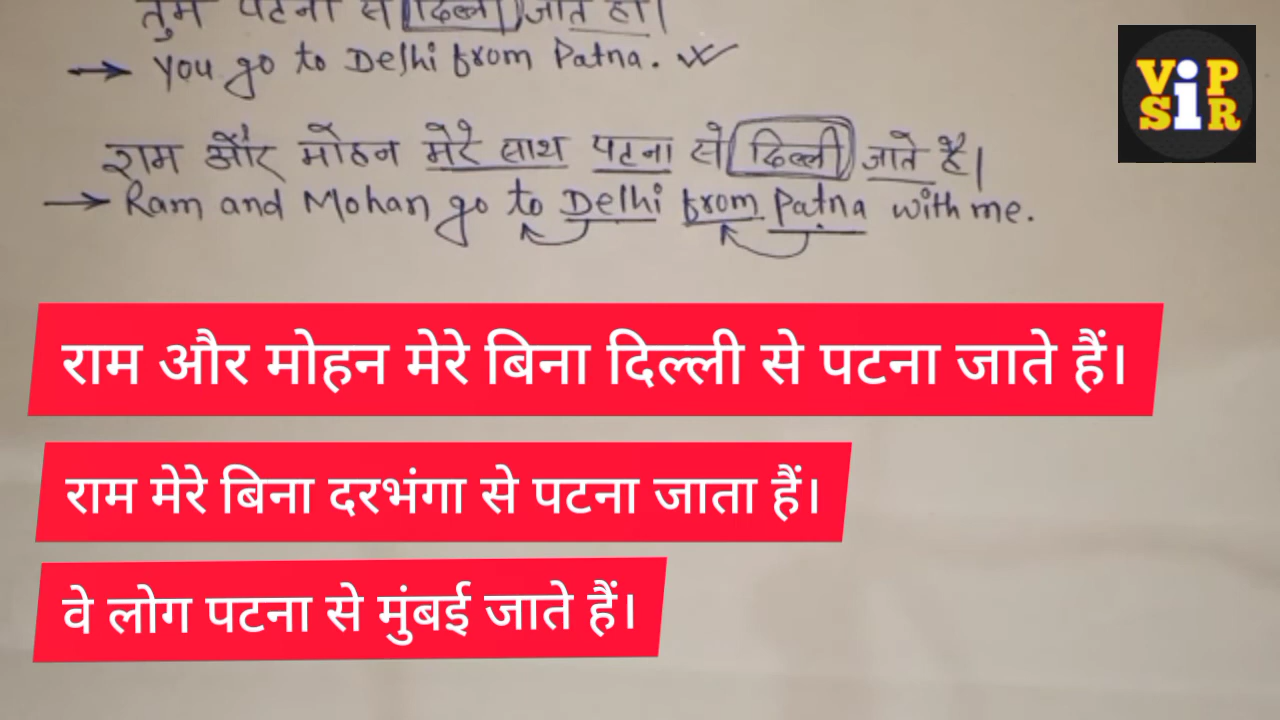 तुम पटना से दिल्ली जाते हो।
→ You go to Delhi from Patna.
राम और मोहन मेरे साथ पटना से दिल्ली जाते है।
→ Ram and Mohan go to Delhi from Patna with me.
राम और मोहन मेरे बिना दिल्ली से पटना जाते हैं।
राम मेरे बिना दरभंगा से पटना जाता हैं।
वे लोग पटना से मुंबई जाते हैं।
ViP
SiR